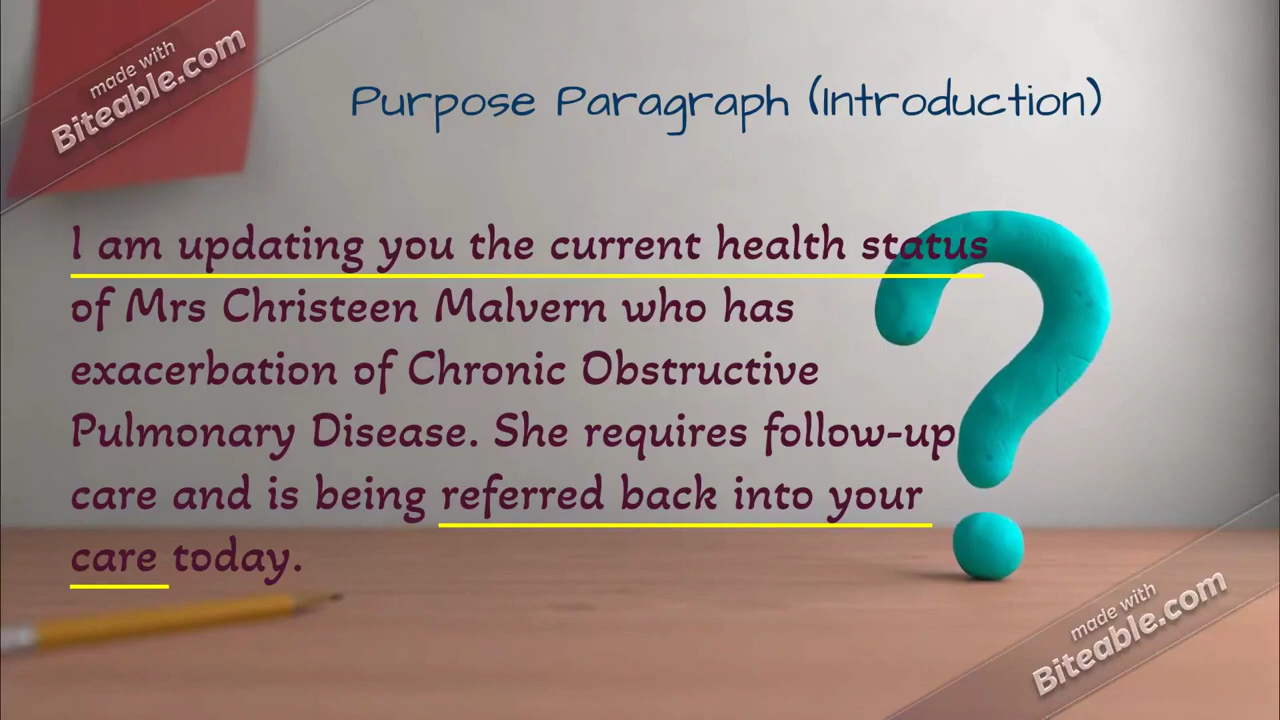 made with
Biteable.com
Purpose Paragraph (Introduction)
I am updating you the current health status
of Mrs Christeen Malvern who has
exacerbation of Chronic Obstructive
Pulmonary Disease. She requires follow-up
care and is being referred back into your
care today.
made with
Biteable.com